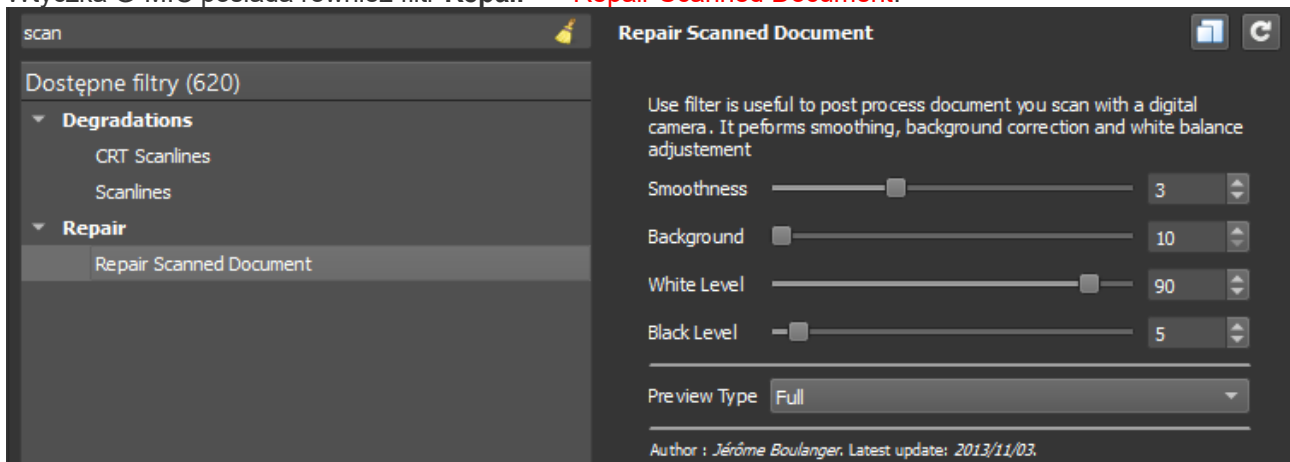 scan
Repair Scanned Document
Dostępne filtry (620)
Degradations
CRT Scanlines
Scanlines
Repair
Repair Scanned Document
Use filter is useful to post process document you scan with a digital
camera. It peforms smoothing, background correction and white balance
adjustement
Smoothness 3
Background 10
White Level 90
Black Level 5
Preview Type Full
Author : Jérôme Boulanger. Latest update: 2013/11/03.